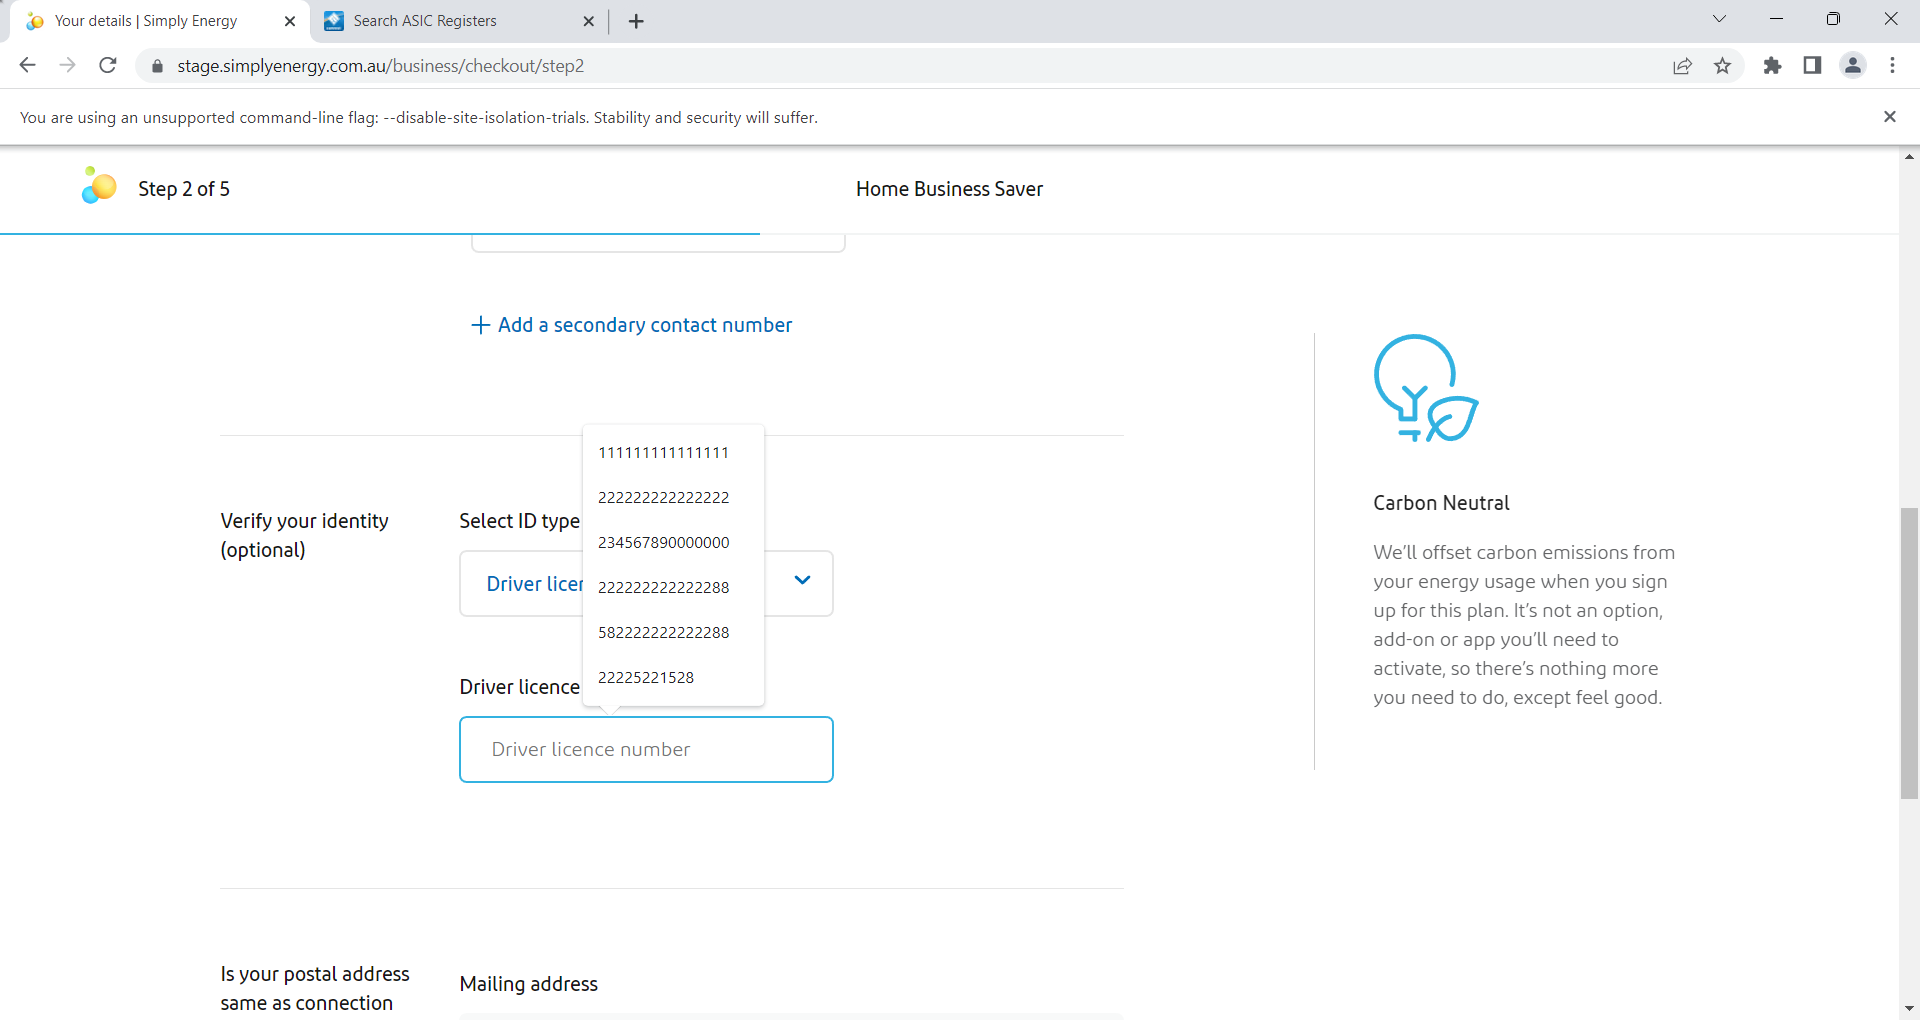 Your details | Simply Energy
Search ASIC Registers
stage.simplyenergy.com.au/business/checkout/step2
You are using an unsupported command-line flag: --disable-site-isolation-trials. Stability and security will suffer.
Step 2 of 5
Home Business Saver
+ Add a secondary contact number
Verify your identity
(optional)
Select ID type
Driver licen
111111111111111
222222222222222
234567890000000
222222222222288
582222222222288
22225221528
Driver licence
Driver licence number
Carbon Neutral
We'll offset carbon emissions from
your energy usage when you sign
up for this plan. It's not an option,
add-on or app you'll need to
activate, so there's nothing more
you need to do, except feel good.
Is your postal address
same as connection
Mailing address